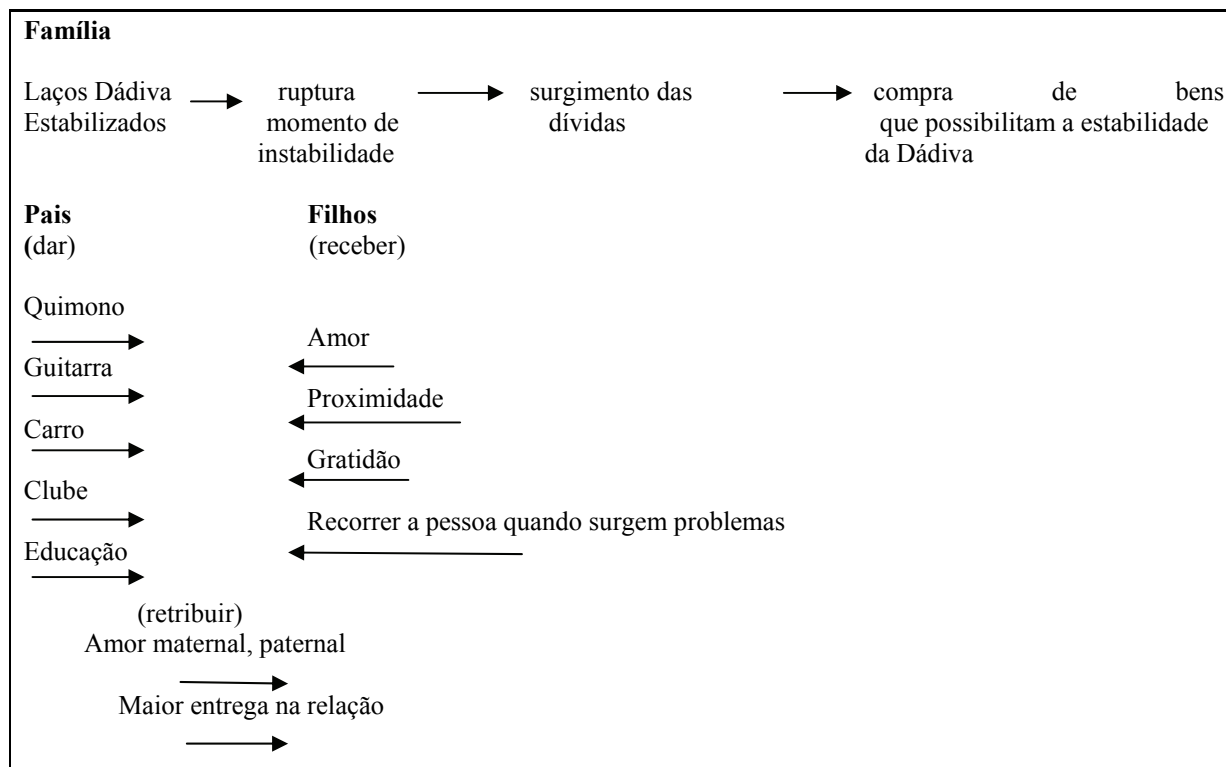 Família
Laços Dádiva ruptura surgimento das compra de bens
Estabilizados momento de dívidas que possibilitam a estabilidade
instabilidade da Dádiva
Pais Filhos
(dar) (receber)
Quimono
Amor
Guitarra
Proximidade
Carro
Gratidão
Clube
Recorrer a pessoa quando surgem problemas
Educação
(retribuir)
Amor maternal, paternal
Maior entrega na relação